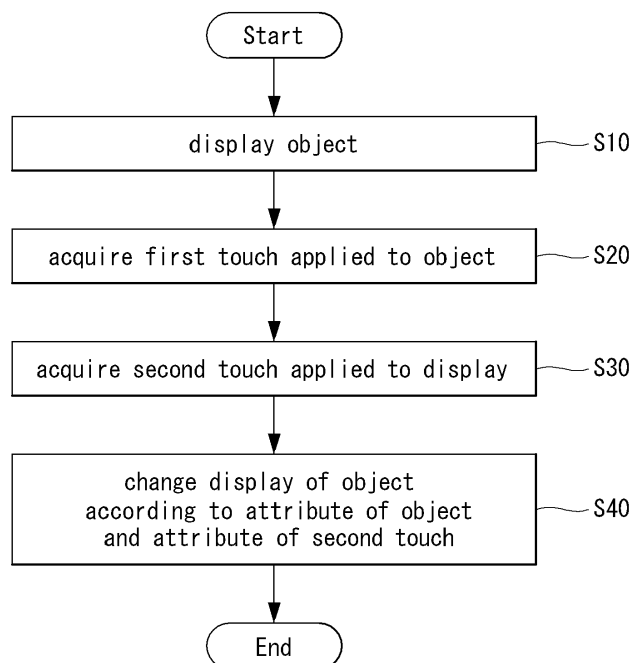 Start
display object
S10
acquire first touch applied to object
S20
acquire second touch applied to display
S30
change display of object
according to attribute of object
and attribute of second touch
S40
End